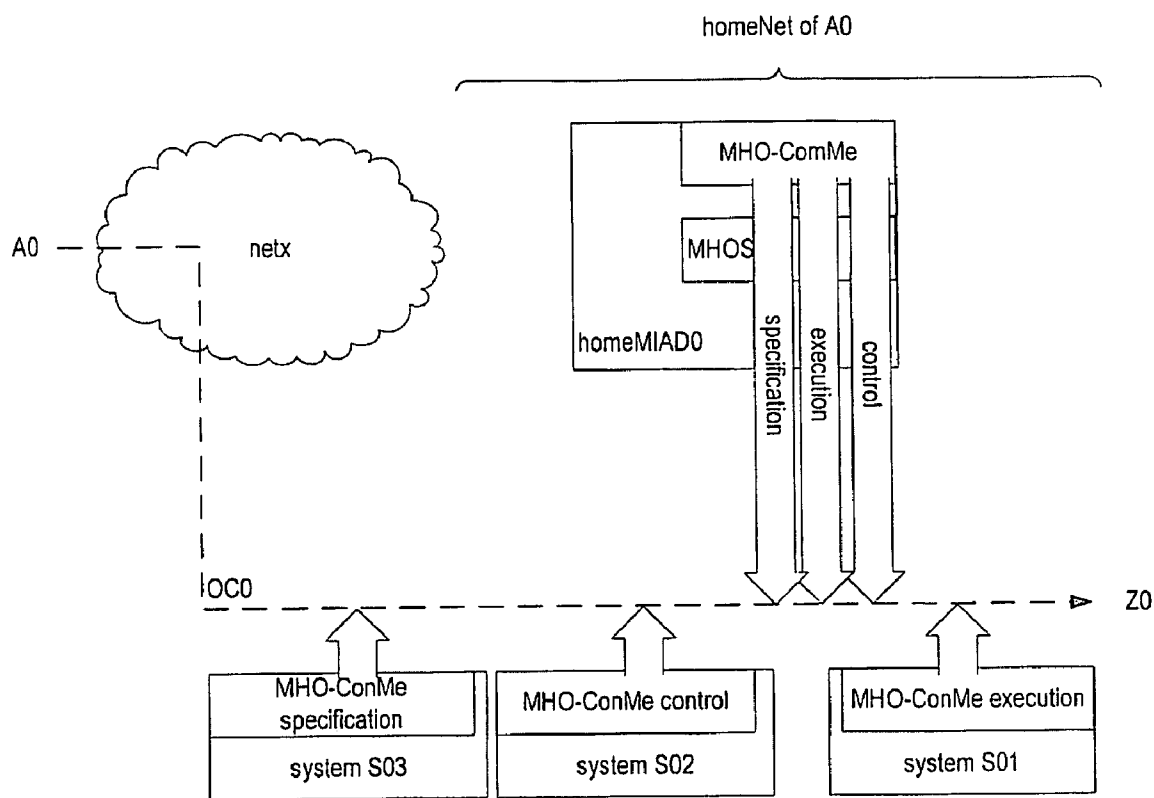 homeNet of A0
MHO-ComMe
A0
netx
MHOS
homeMIAD0
specification
execution
control
OC0
Z0
MHO-ConMe
specification
system S03
MHO-ConMe control
system S02
MHO-ConMe execution
system S01